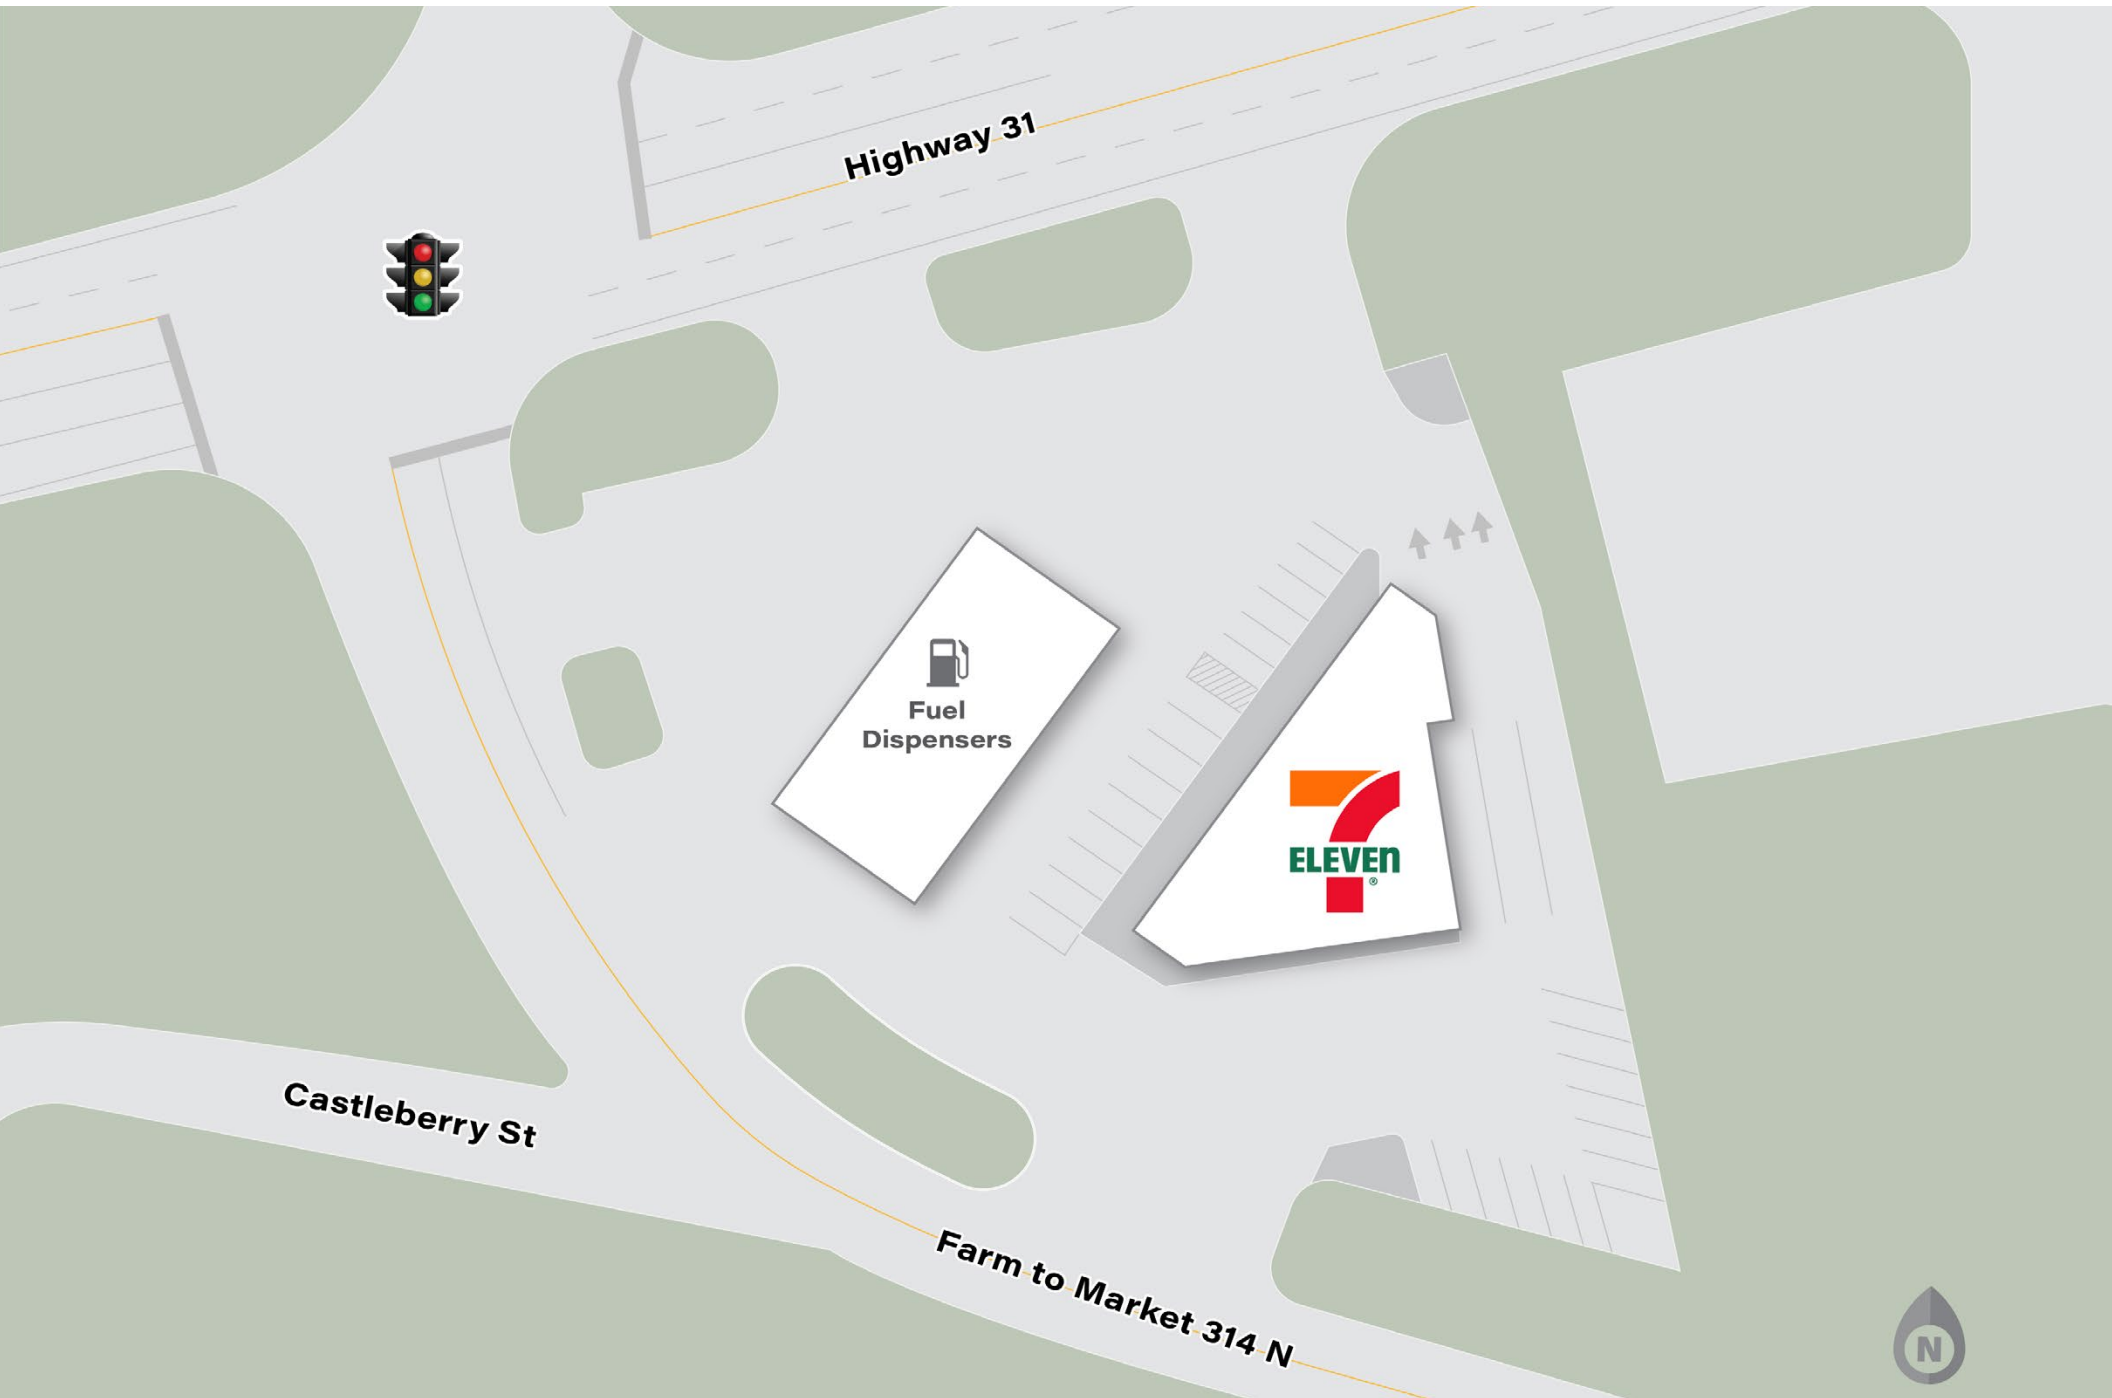 Highway 31
Fuel
Dispensers
7
ELEVEn
®
Castleberry St
Farm to Market 314 N
N